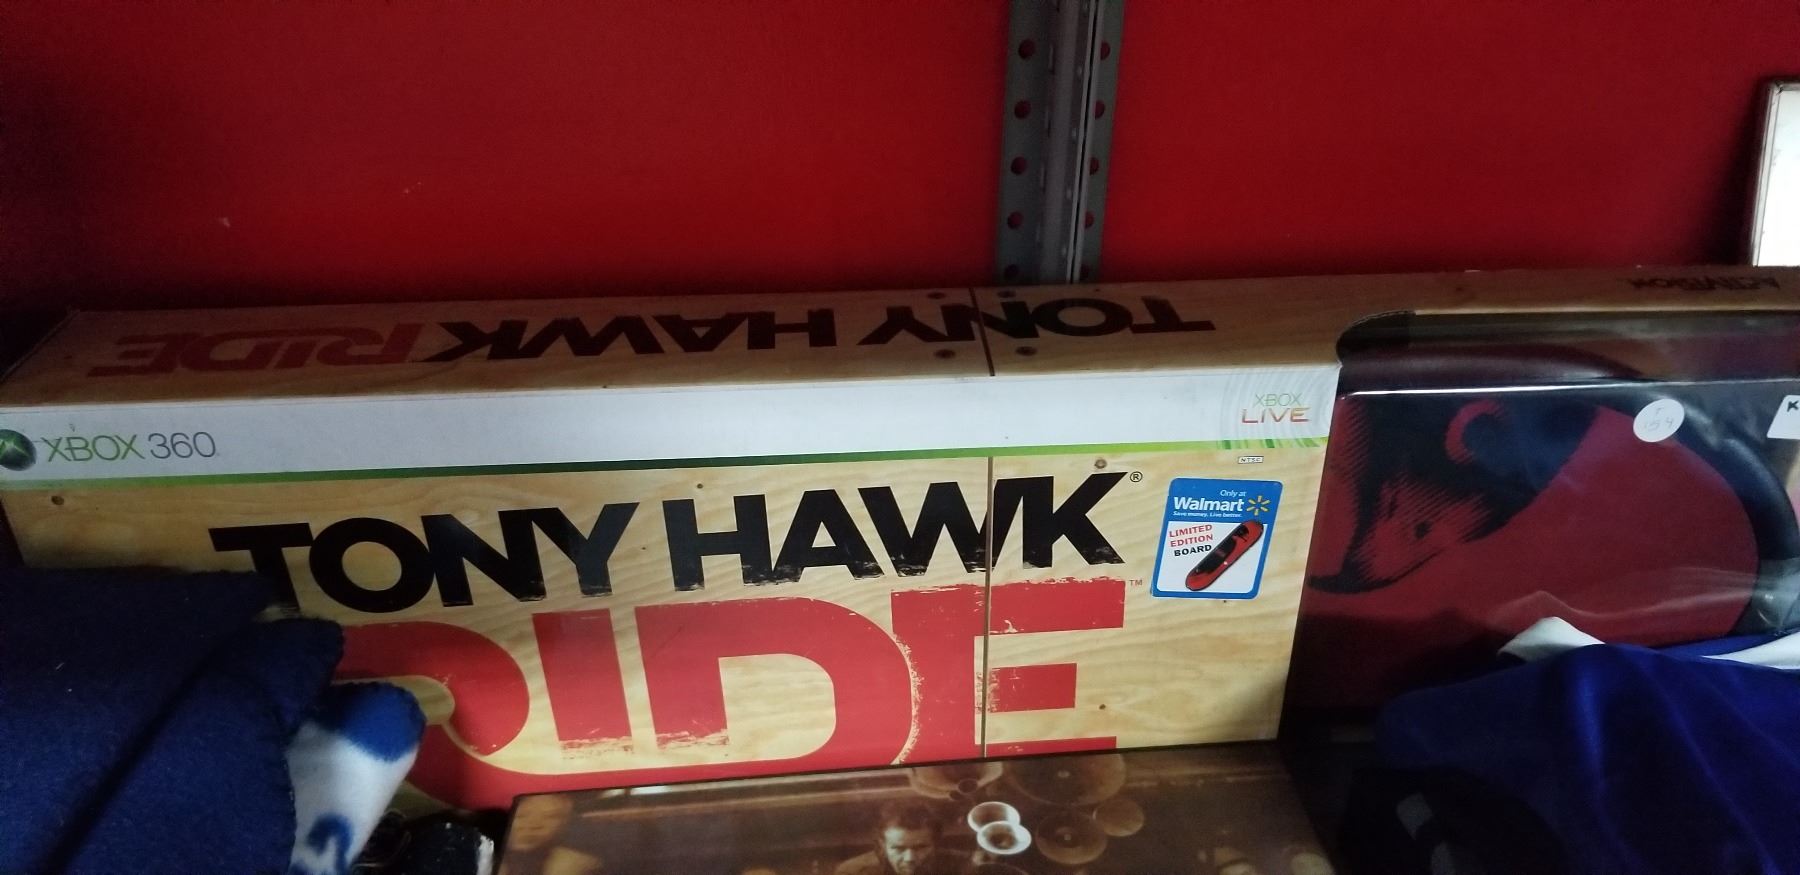 TONY HAWK RIDE
ACTIVISION
XBOX 360
XBOX
LIVE
NTSC
TONY HAWK®
RIDE™
Only at
Walmart
Save money. Live better.
LIMITED
EDITION
BOARD